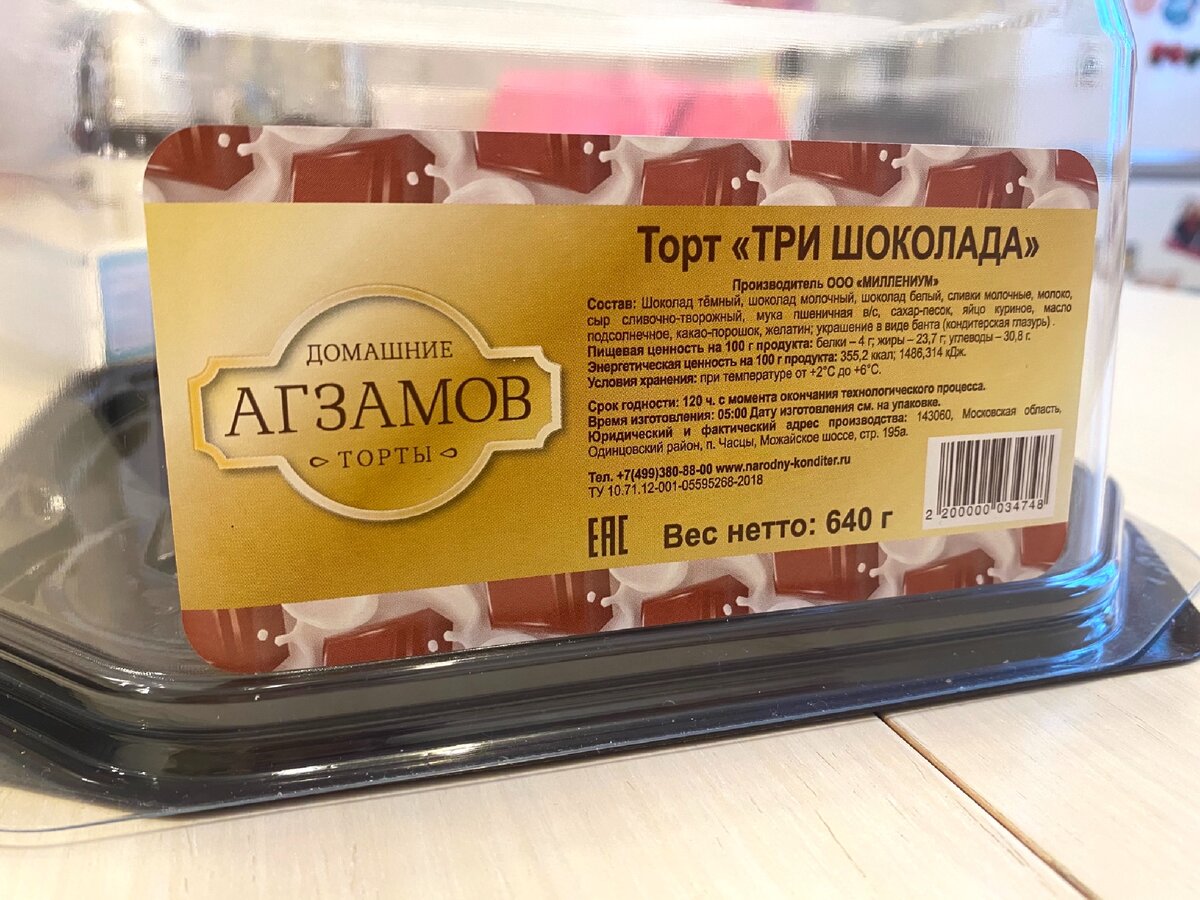 ДОМАШНИЕ
АГЗАМОВ
ТОРТЫ
Торт «ТРИ ШОКОЛАДА»
Производитель ООО «МИЛЛЕНИУМ»
Состав: Шоколад тёмный, шоколад молочный, шоколад белый, сливки молочные, молоко,
сыр сливочно-творожный, мука пшеничная в/с, сахар-песок, яйцо куриное, масло
подсолнечное, какао-порошок, желатин; украшение в виде банта (кондитерская глазурь) .
Пищевая ценность на 100 г продукта: белки – 4 г; жиры – 23,7 г; углеводы – 30,8 г.
Энергетическая ценность на 100 г продукта: 355,2 ккал; 1486,314 кДж.
Условия хранения: при температуре от +2°C до +6°C.
Срок годности: 120 ч. с момента окончания технологического процесса.
Время изготовления: 05:00 Дату изготовления см. на упаковке.
Юридический и фактический адрес производства: 143060, Московская область,
Одинцовский район, п. Часцы, Можайское шоссе, стр. 195а.
Тел. +7(499)380-88-00 www.narodny-konditer.ru
ТУ 10.71.12-001-05595268-2018
EAC Вес нетто: 640 г
2 200000 034748